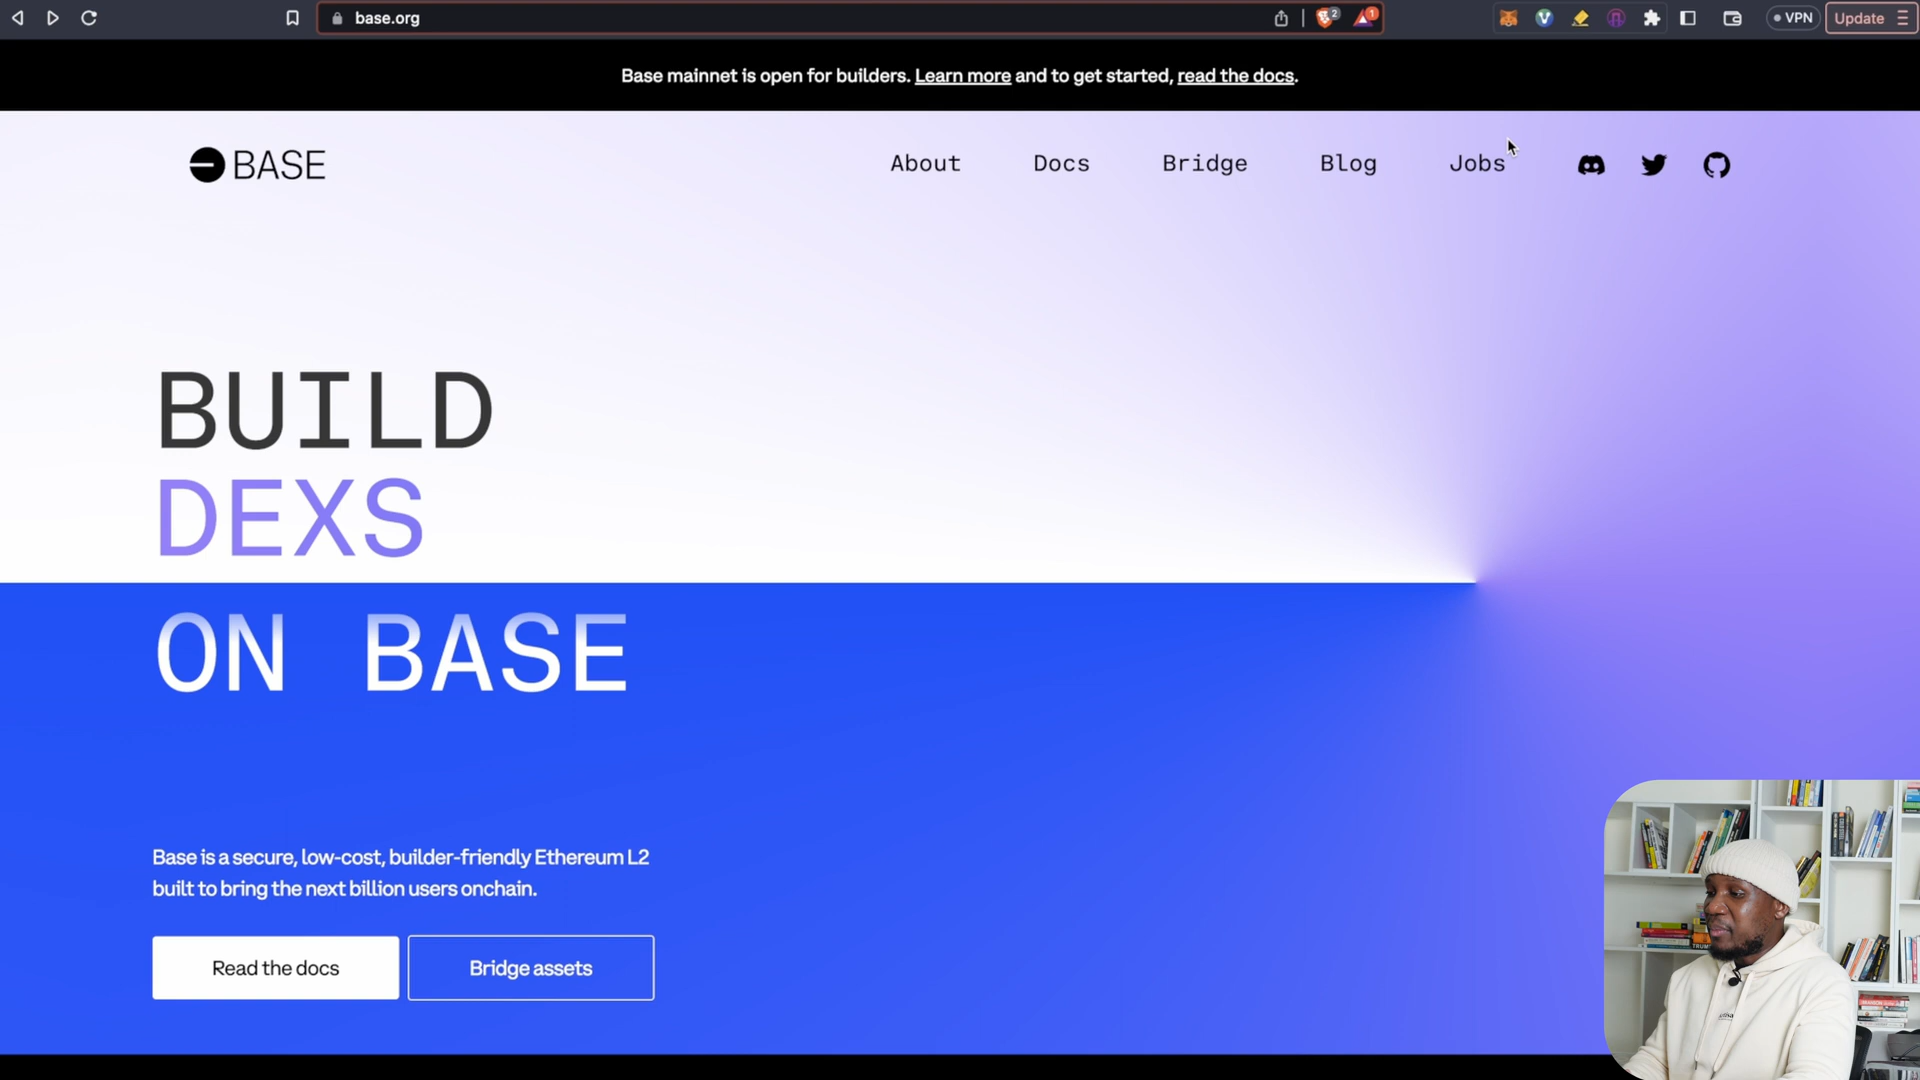 base.org
2
1
VPN
Update
Base mainnet is open for builders. Learn more and to get started, read the docs.
BASE
About
Docs
Bridge
Blog
Jobs
BUILD
DEXS
ON BASE
Base is a secure, low-cost, builder-friendly Ethereum L2
built to bring the next billion users onchain.
Read the docs
Bridge assets